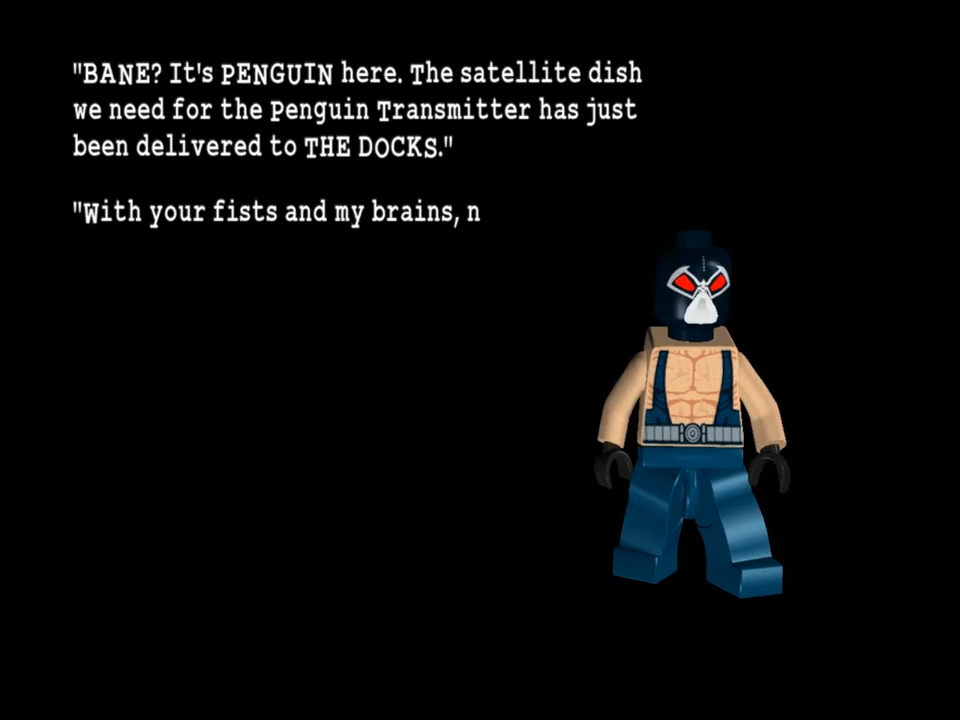 "BANE? It's PENGUIN here. The satellite dish
we need for the Penguin Transmitter has just
been delivered to THE DOCKS."
"With your fists and my brains, n